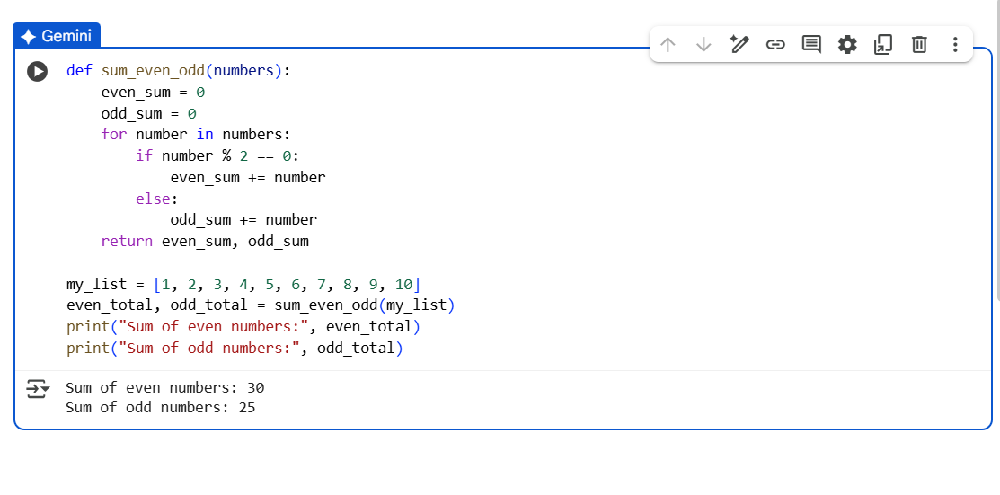 Gemini
def sum_even_odd(numbers):
    even_sum = 0
    odd_sum = 0
    for number in numbers:
        if number % 2 == 0:
            even_sum += number
        else:
            odd_sum += number
    return even_sum, odd_sum

my_list = [1, 2, 3, 4, 5, 6, 7, 8, 9, 10]
even_total, odd_total = sum_even_odd(my_list)
print("Sum of even numbers:", even_total)
print("Sum of odd numbers:", odd_total)
Sum of even numbers: 30
Sum of odd numbers: 25